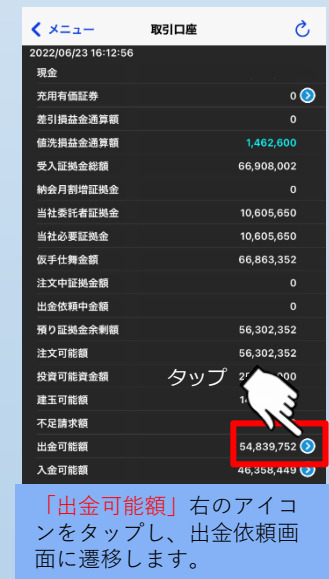 メニュー 取引口座
2022/06/23 16:12:56
現金
充用有価証券 0
差引損益金通算額 0
値洗損益金通算額 1,462,600
受入証拠金総額 66,908,002
納会月割増証拠金 0
当社委託者証拠金 10,605,650
当社必要証拠金 10,605,650
仮手仕舞金額 66,863,352
注文中証拠金額 0
出金依頼中金額 0
預り証拠金余剰額 56,302,352
注文可能額 56,302,352
投資可能資金額
タップ
建玉可能額
不足請求額
出金可能額 54,839,752
入金可能額 46,358,449
「出金可能額」右のアイコ
ンをタップし、出金依頼画
面に遷移します。